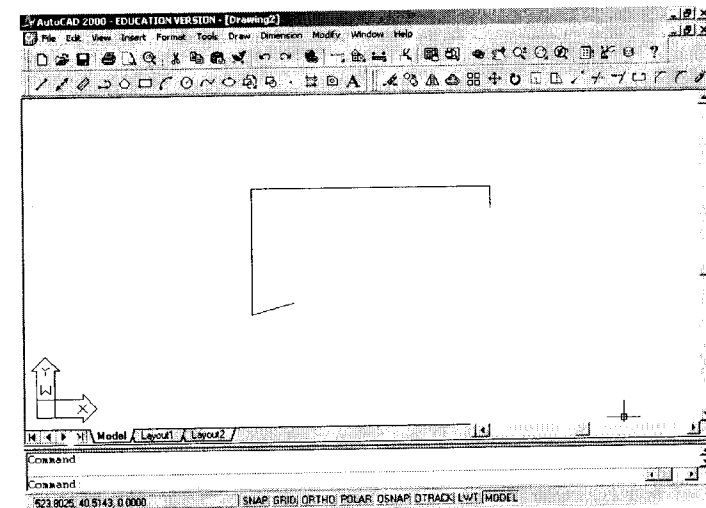 AutoCAD 2000 - EDUCATION VERSION - [Drawing2]
File Edit View Insert Format Tools Draw Dimension Modify Window Help
A
Y
W
X
Model Layout1 Layout2
Command
Command:
523.8025, 40.5143, 0.0000 SNAP GRID ORTHO POLAR OSNAP OTRACK LWT MODEL